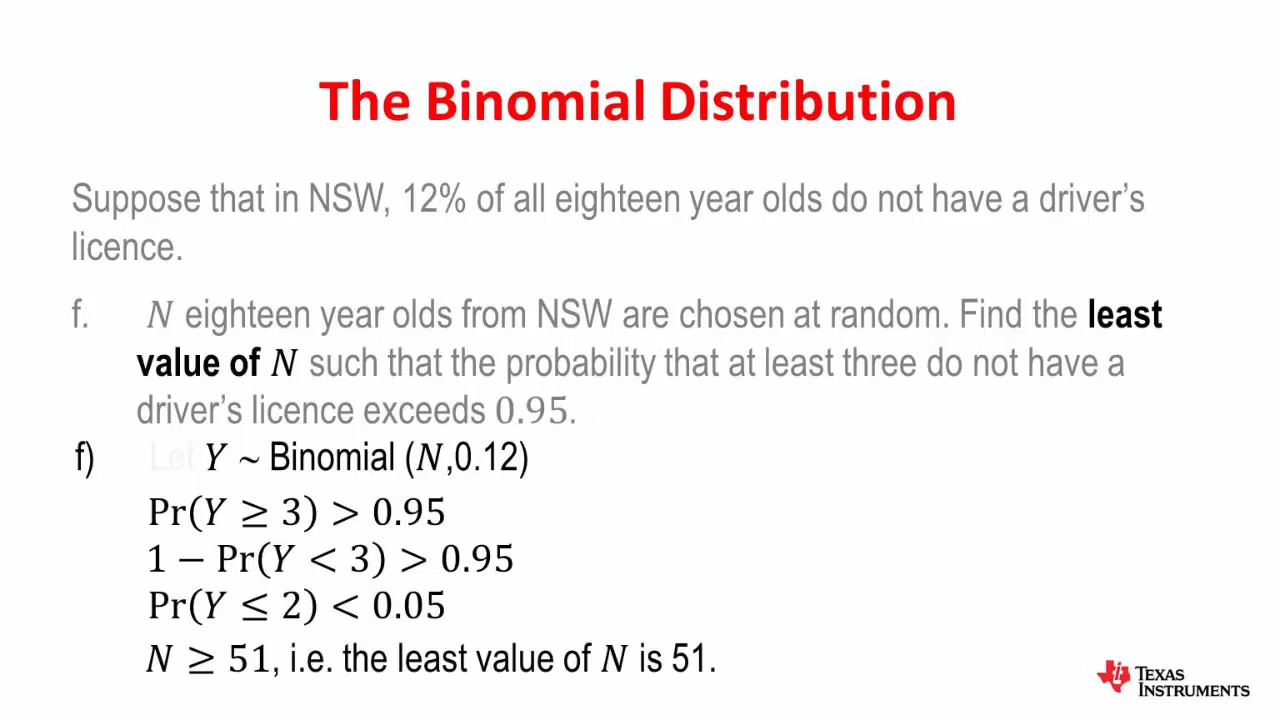 The Binomial Distribution
Suppose that in NSW, 12% of all eighteen year olds do not have a driver’s
licence.
f. N eighteen year olds from NSW are chosen at random. Find the least
value of N such that the probability that at least three do not have a
driver’s licence exceeds 0.95.
f) Let Y ~ Binomial (N,0.12)
Pr(Y ≥ 3) > 0.95
1 − Pr(Y < 3) > 0.95
Pr(Y ≤ 2) < 0.05
N ≥ 51, i.e. the least value of N is 51.
TEXAS
INSTRUMENTS